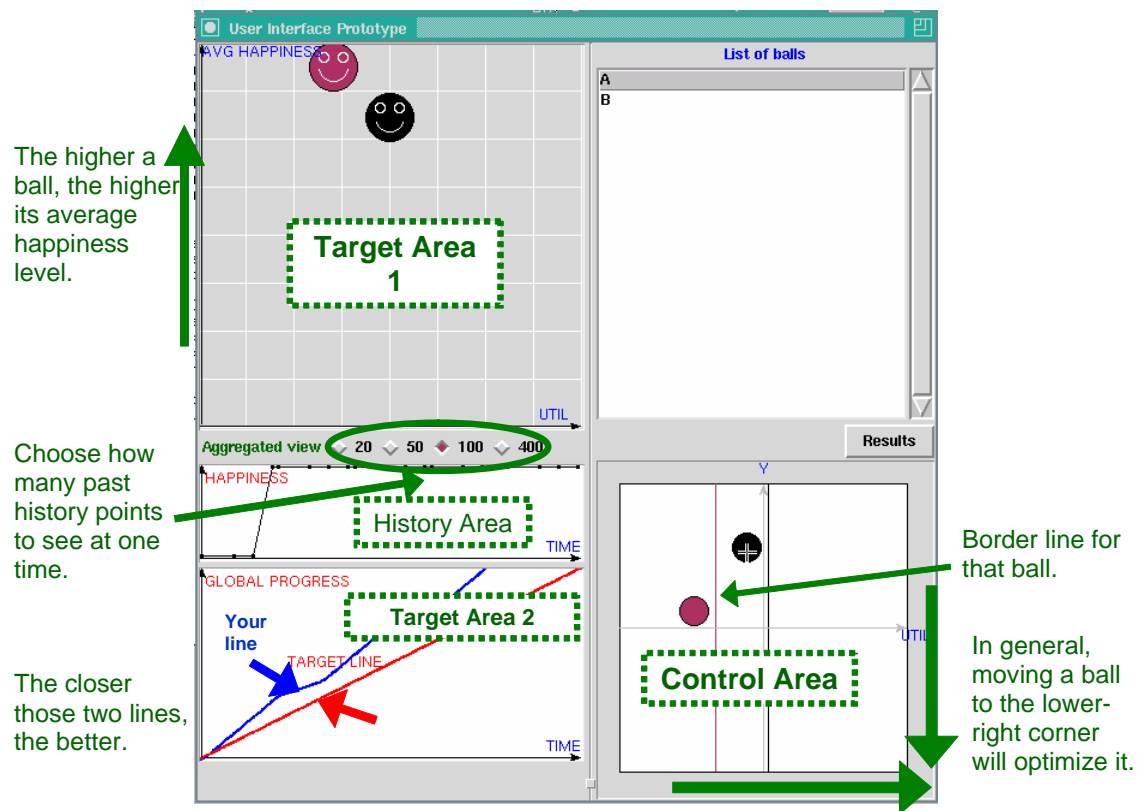 User Interface Prototype
AVG HAPPINESS
UTIL
List of balls
A
B
The higher a
ball, the higher
its average
happiness
level.
Target Area
1
Aggregated view 20 50 100 400
Results
Choose how
many past
history points
to see at one
time.
HAPPINESS
History Area
TIME
GLOBAL PROGRESS
Target Area 2
Your
line
TARGET LINE
TIME
The closer
those two lines,
the better.
Y
UTIL
Control Area
Border line for
that ball.
In general,
moving a ball
to the lower-
right corner
will optimize it.